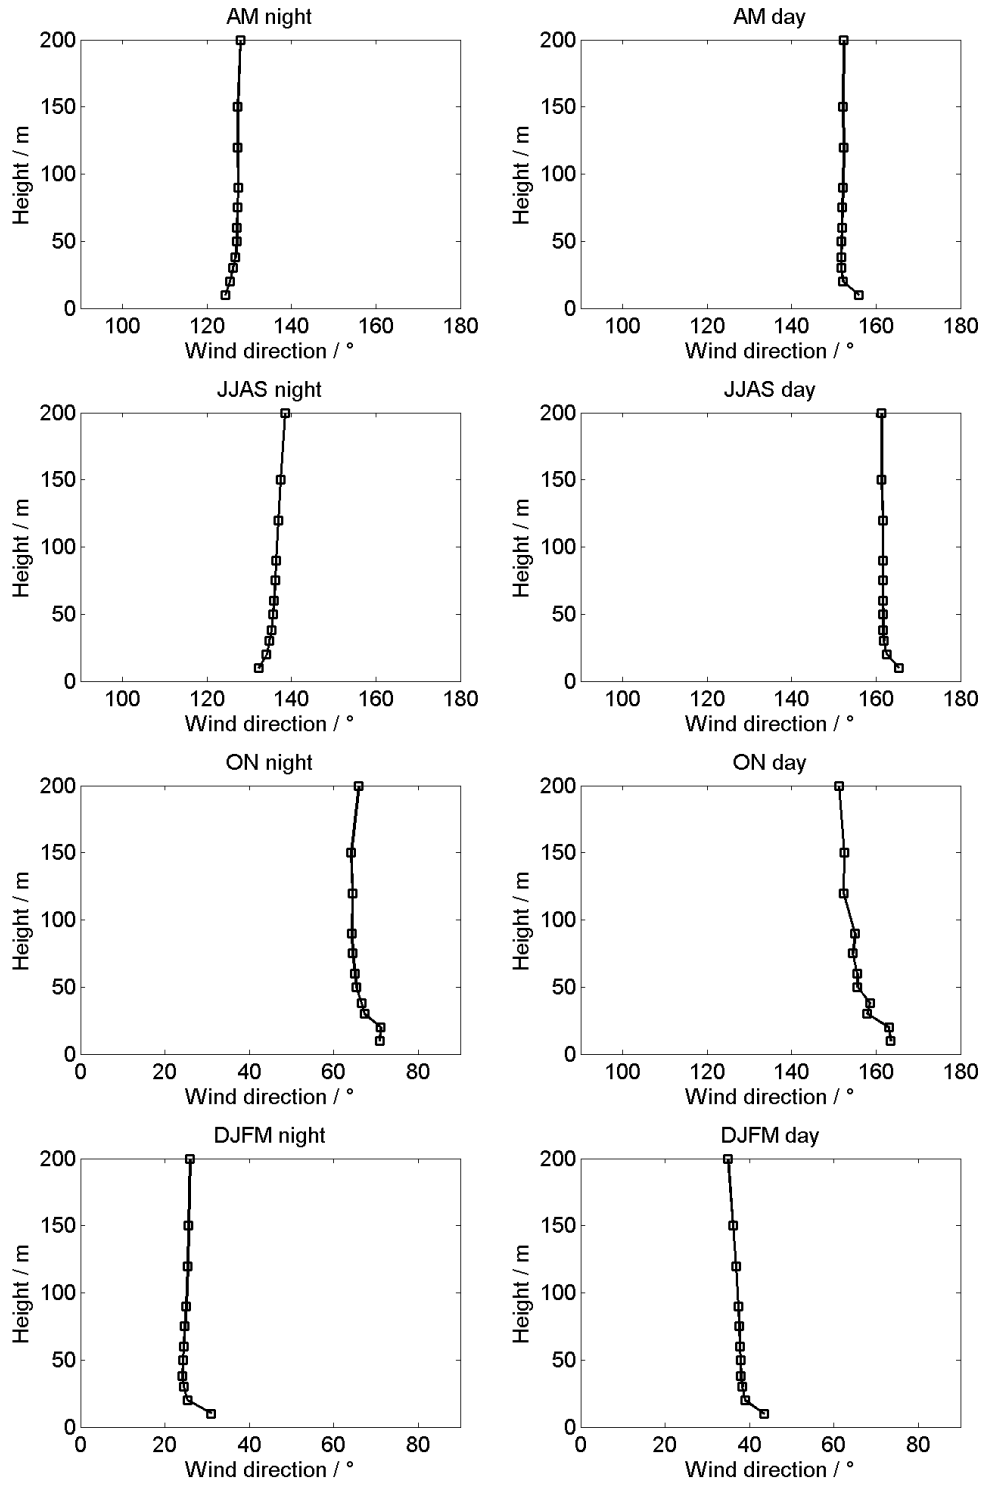 AM night
AM day
200
150
100
50
0
Height / m
100 120 140 160 180
Wind direction / °
200
150
100
50
0
Height / m
100 120 140 160 180
Wind direction / °
JJAS night
JJAS day
200
150
100
50
0
Height / m
100 120 140 160 180
Wind direction / °
200
150
100
50
0
Height / m
100 120 140 160 180
Wind direction / °
ON night
ON day
200
150
100
50
0
Height / m
0 20 40 60 80
Wind direction / °
200
150
100
50
0
Height / m
100 120 140 160 180
Wind direction / °
DJFM night
DJFM day
200
150
100
50
0
Height / m
0 20 40 60 80
Wind direction / °
200
150
100
50
0
Height / m
0 20 40 60 80
Wind direction / °